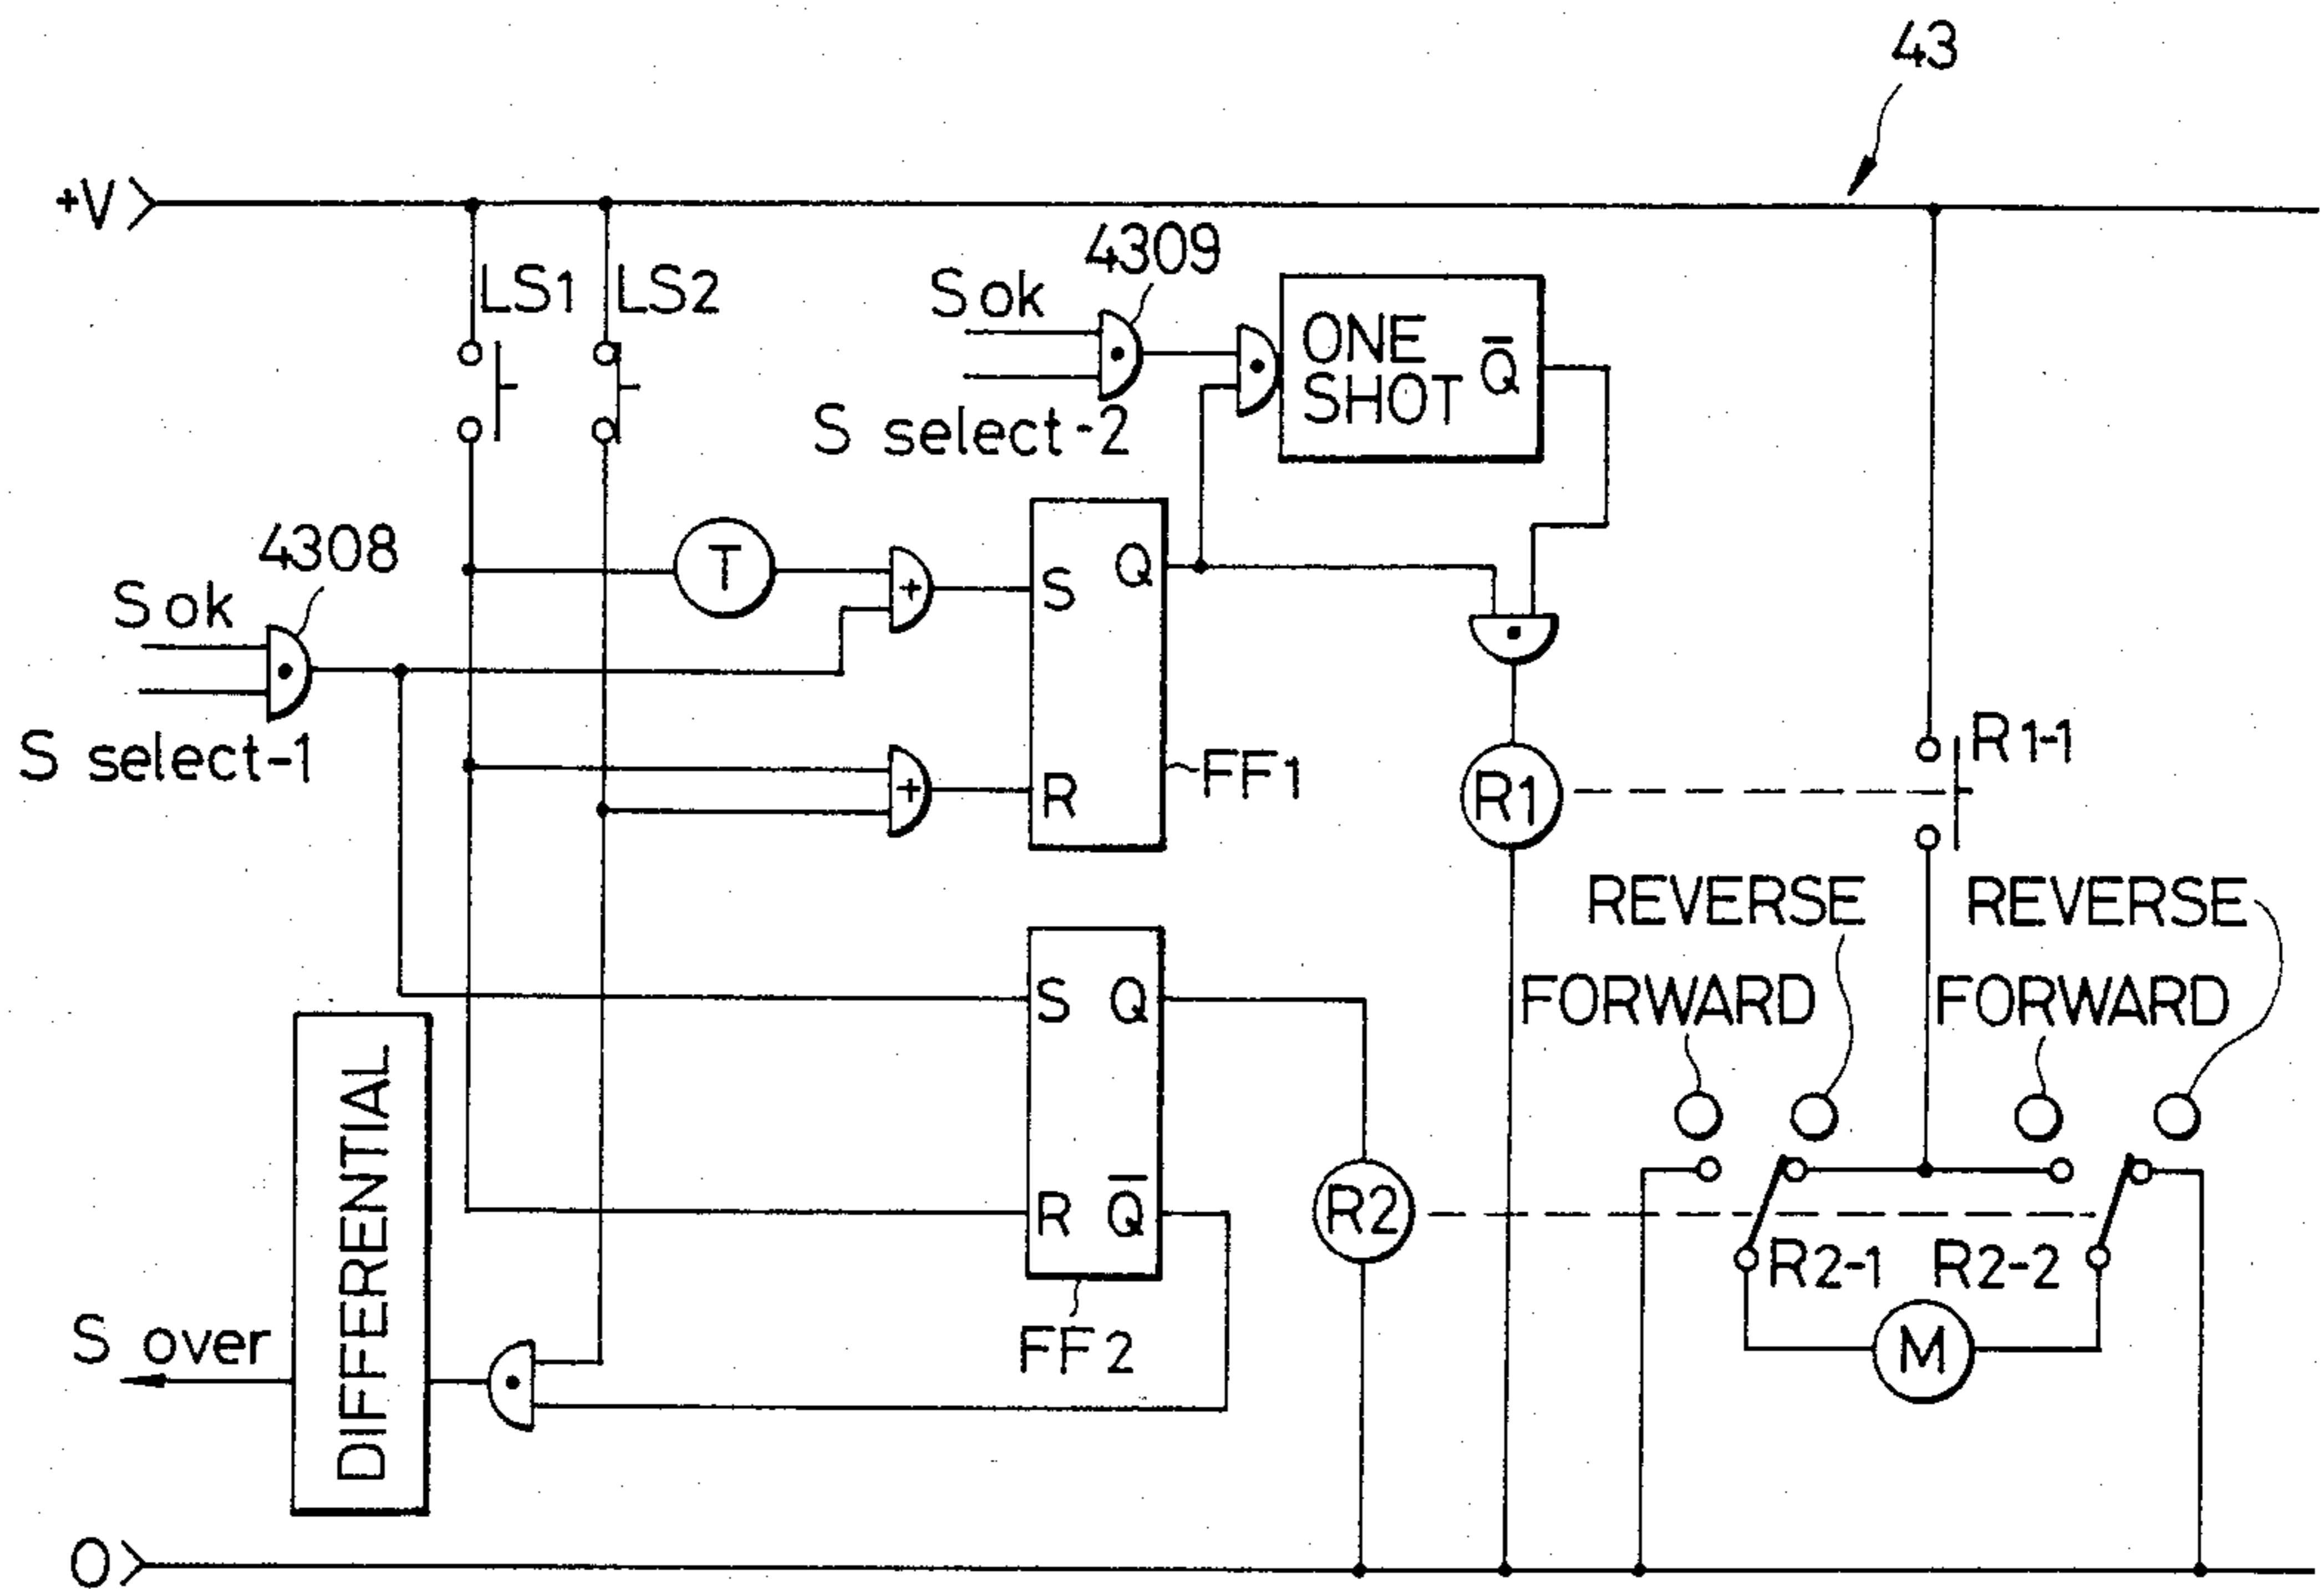 43
+V
LS1
LS2
S ok
4309
S select-2
ONE
SHOT
Q̅
4308
S ok
S select-1
T
+
S
Q
+
R
FF1
R1
R1-1
REVERSE
REVERSE
FORWARD
FORWARD
S
Q
R
Q̅
FF2
R2
R2-1
R2-2
M
DIFFERENTIAL
S over
0